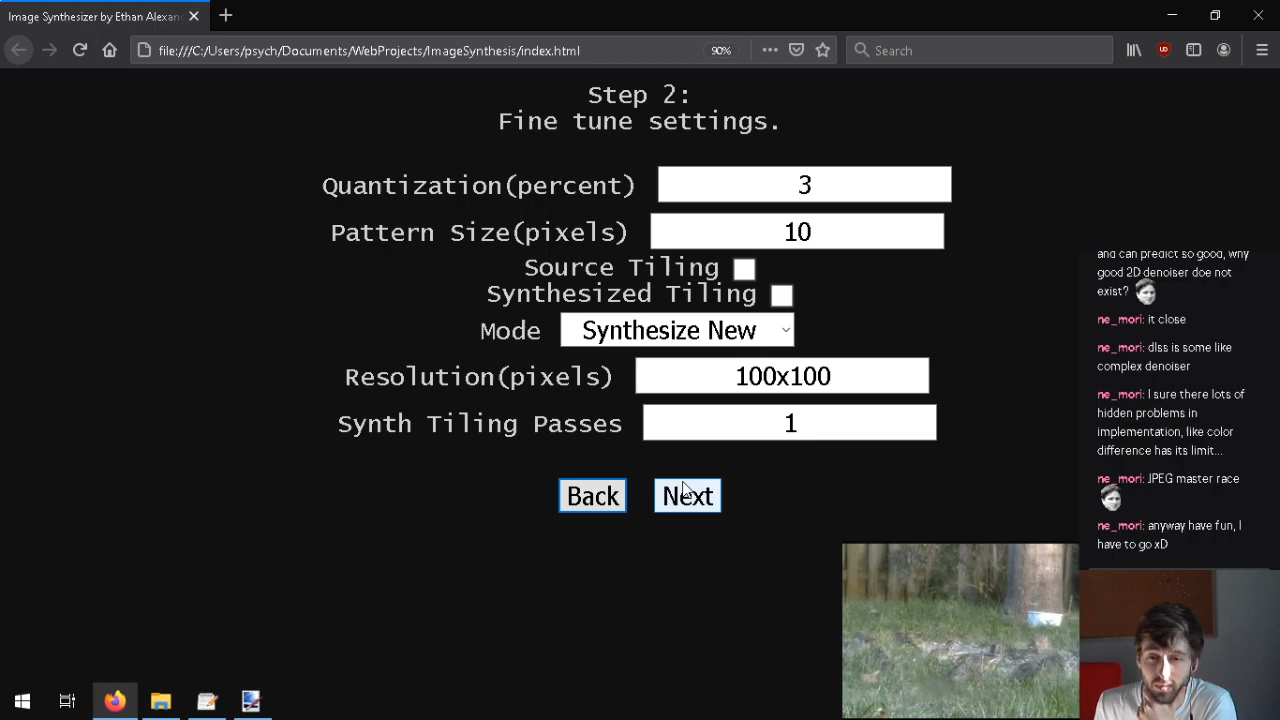 Image Synthesizer by Ethan Alexan
file:///C:/Users/psych/Documents/WebProjects/ImageSynthesis/index.html
90%
Search
Step 2:
Fine tune settings.
Quantization(percent) 3
Pattern Size(pixels) 10
Source Tiling
Synthesized Tiling
Mode Synthesize New
Resolution(pixels) 100x100
Synth Tiling Passes 1
Back Next
and can predict so good, why
good 2D denoiser doe not
exist?
ne_mori: it close
ne_mori: dlss is some like
complex denoiser
ne_mori: I sure there lots of
hidden problems in
implementation, like color
difference has its limit...
ne_mori: JPEG master race
ne_mori: anyway have fun, I
have to go xD